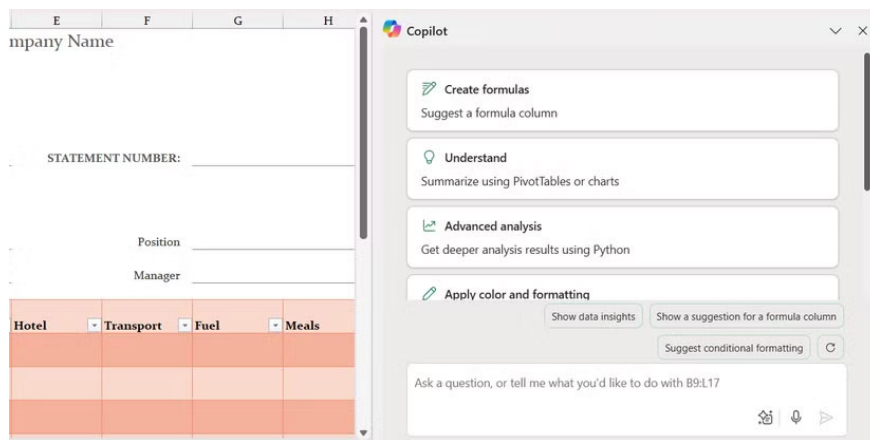 E F G H
mpany Name
STATEMENT NUMBER:
Position
Manager
Hotel Transport Fuel Meals
Copilot
Create formulas
Suggest a formula column
Understand
Summarize using PivotTables or charts
Advanced analysis
Get deeper analysis results using Python
Apply color and formatting
Show data insights Show a suggestion for a formula column
Suggest conditional formatting
Ask a question, or tell me what you'd like to do with B9:L17